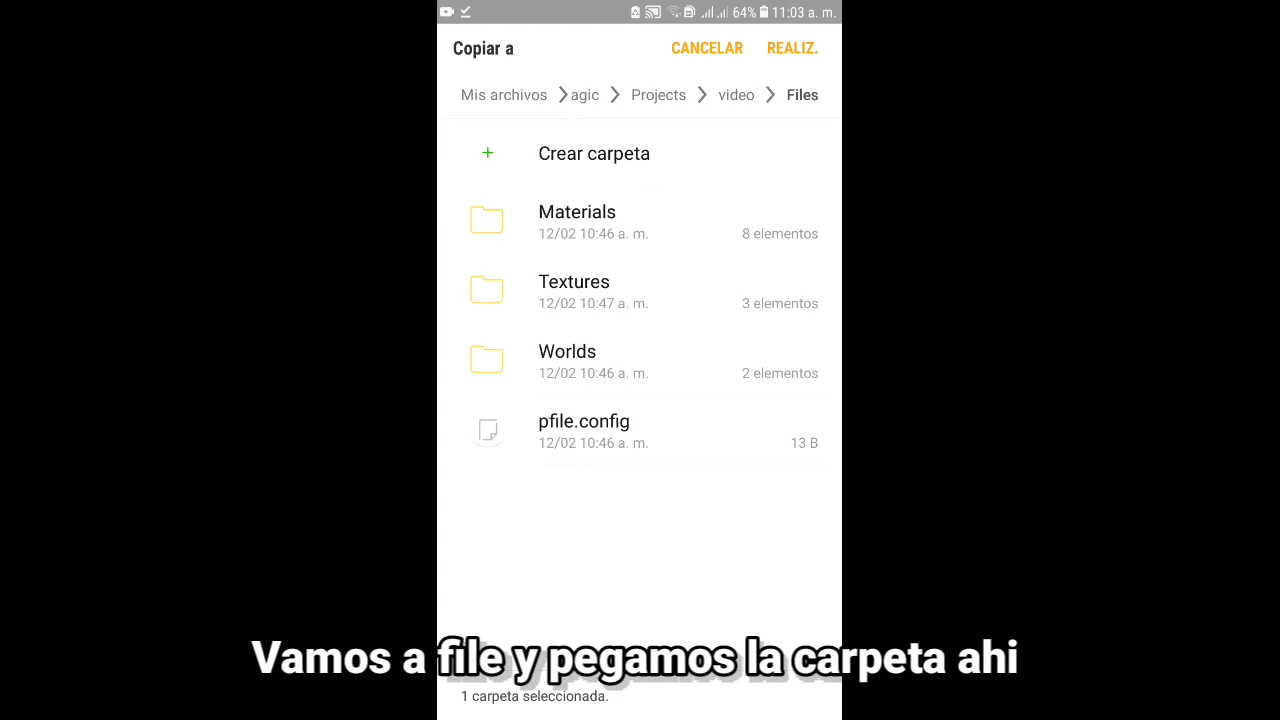 64% 11:03 a. m.
Copiar a CANCELAR REALIZ.
Mis archivos agic Projects video Files
+ Crear carpeta
Materials
12/02 10:46 a. m. 8 elementos
Textures
12/02 10:47 a. m. 3 elementos
Worlds
12/02 10:46 a. m. 2 elementos
pfile.config
12/02 10:46 a. m. 13 B
Vamos a file y pegamos la carpeta ahi
1 carpeta seleccionada.